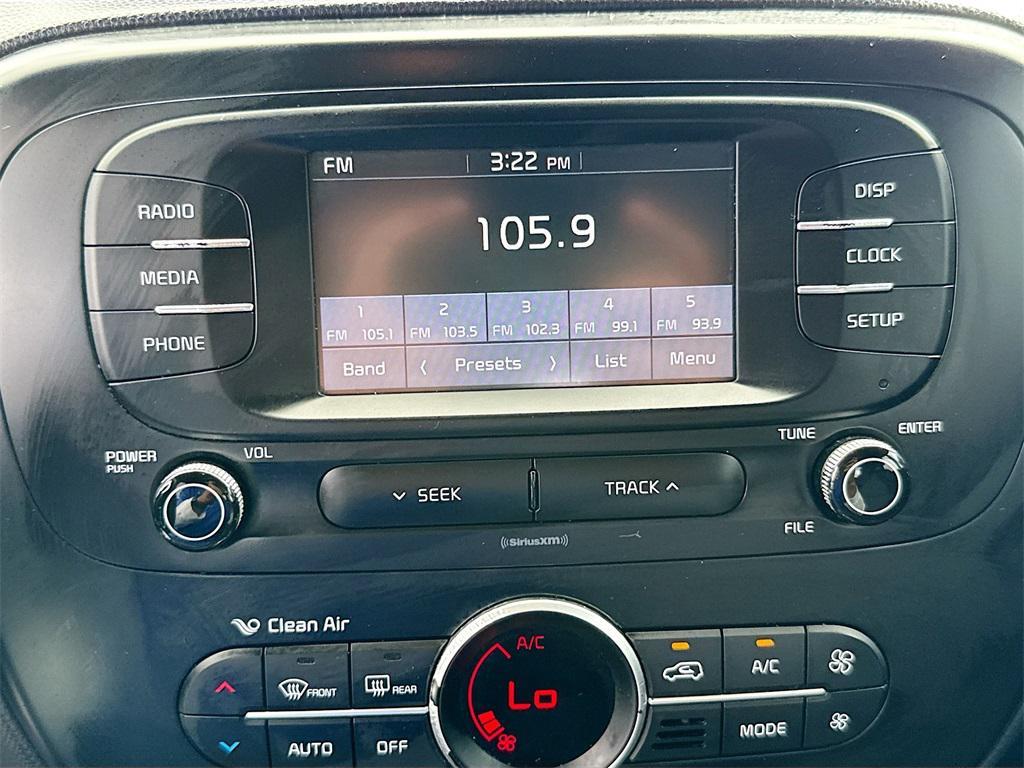 FM 3:22 PM
105.9
1 2 3 4 5
FM 105.1 FM 103.5 FM 102.3 FM 99.1 FM 93.9
Band ‹ Presets › List Menu
RADIO
MEDIA
PHONE
DISP
CLOCK
SETUP
POWER
PUSH
VOL
SEEK
TRACK
TUNE
ENTER
FILE
((SiriusXM))
Clean Air
A/C
Lo
FRONT
REAR
A/C
AUTO
OFF
MODE